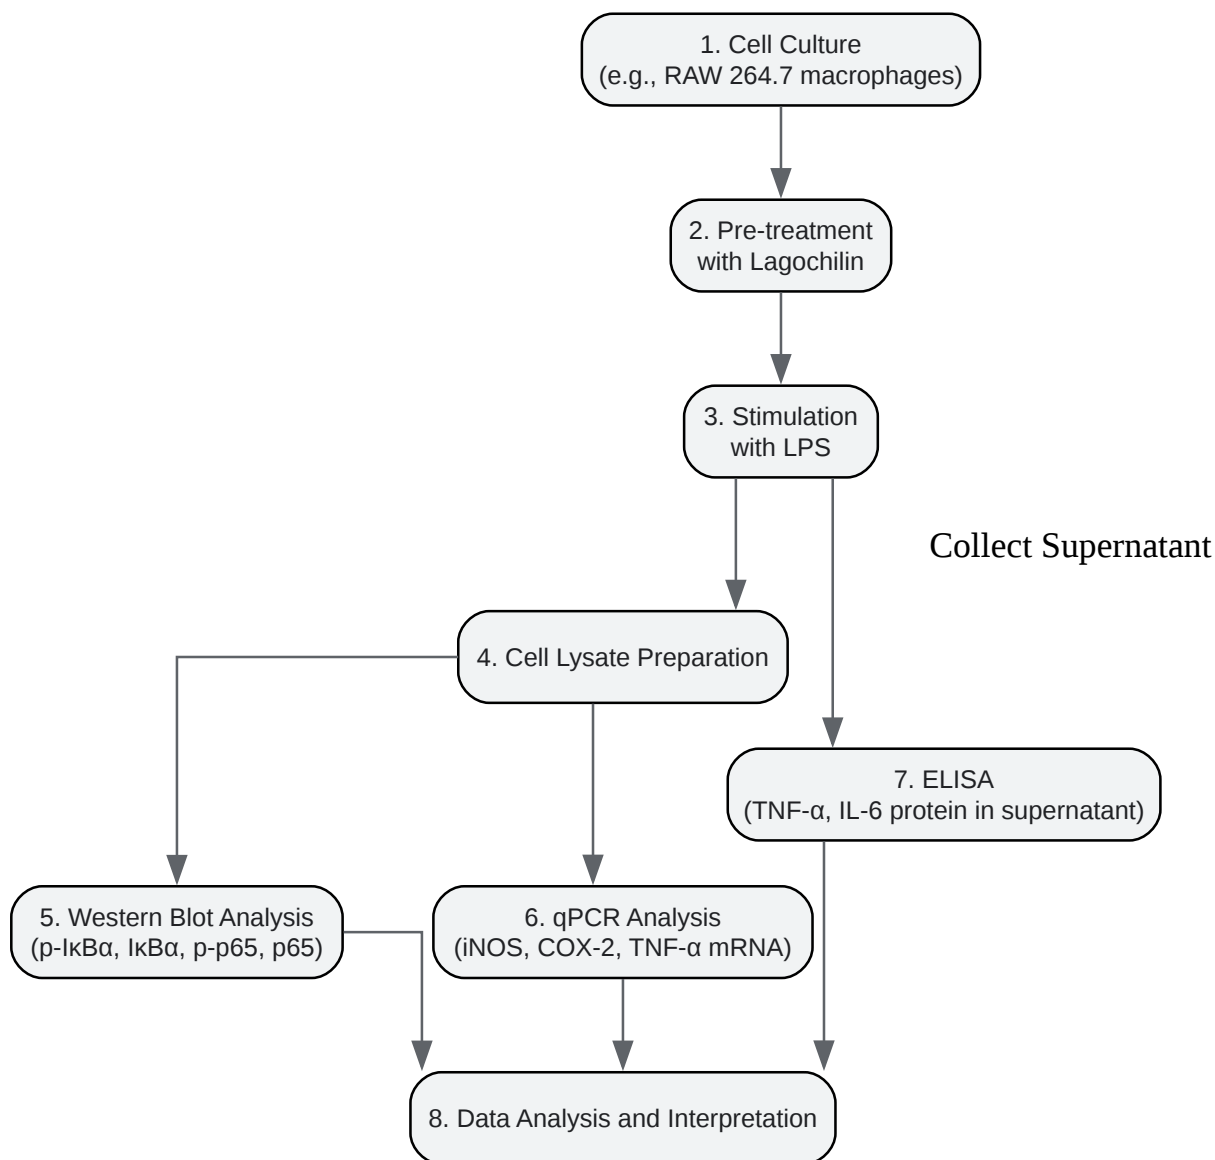 1. Cell Culture
(e.g., RAW 264.7 macrophages)
2. Pre-treatment
with Lagochilin
3. Stimulation
with LPS
Collect Supernatant
4. Cell Lysate Preparation
7. ELISA
(TNF-α, IL-6 protein in supernatant)
5. Western Blot Analysis
(p-IκBα, IκBα, p-p65, p65)
6. qPCR Analysis
(iNOS, COX-2, TNF-α mRNA)
8. Data Analysis and Interpretation